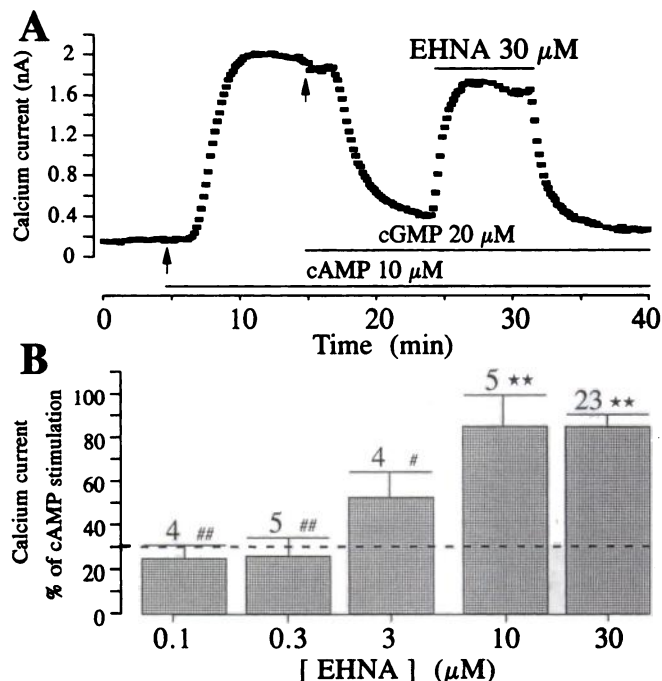 A
Calcium current (nA)
2
1.6
1.2
0.8
0.4
0
EHNA 30 μM
cGMP 20 μM
cAMP 10 μM
0 10 20 30 40
Time (min)
B
Calcium current
% of cAMP stimulation
100
80
60
40
20
0
4 ##
5 ##
4 #
5 ★★
23 ★★
0.1 0.3 3 10 30
[ EHNA ] (μM)